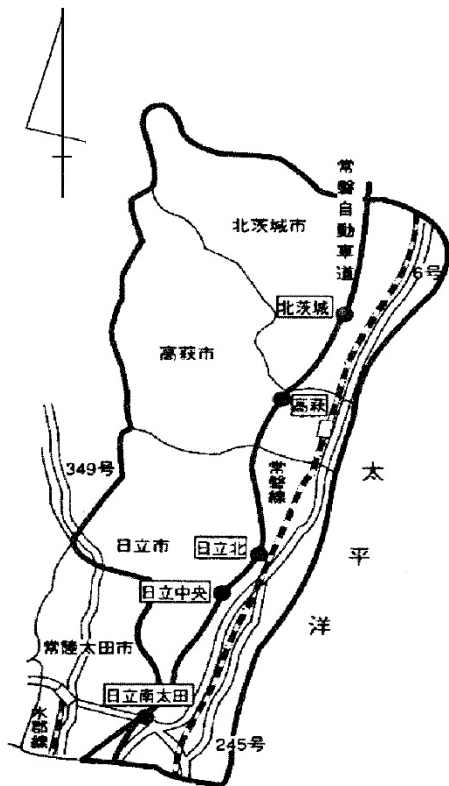 常磐自動車道
北茨城市
6号
北茨城
高萩市
高萩
349号
常磐線
太平洋
日立市
日立北
日立中央
常陸太田市
日立南太田
水郡線
245号